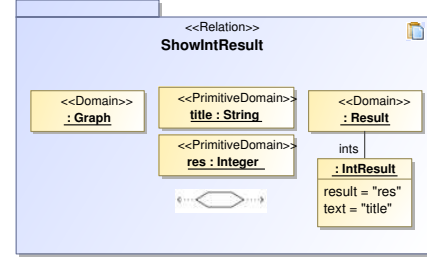 <<Relation>>
ShowIntResult
<<Domain>>
: Graph
<<PrimitiveDomain>>
title : String
<<PrimitiveDomain>>
res : Integer
<<Domain>>
: Result
ints
: IntResult
result = "res"
text = "title"